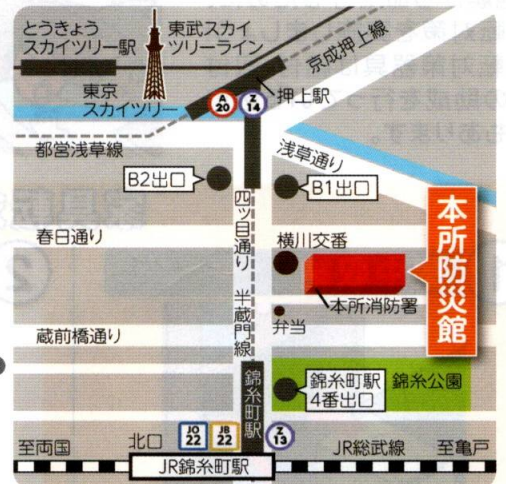 とうきょう
スカイツリー駅
東武スカイ
ツリーライン
京成押上線
東京
スカイツリー
A
20
Z
14
押上駅
都営浅草線
浅草通り
B2出口
B1出口
四ツ目通り
半蔵門線
春日通り
横川交番
本所防災館
本所消防署
弁当
蔵前橋通り
錦糸町駅
錦糸町駅
4番出口
錦糸公園
至両国
北口
JO
22
JB
22
Z
13
JR総武線
至亀戸
JR錦糸町駅